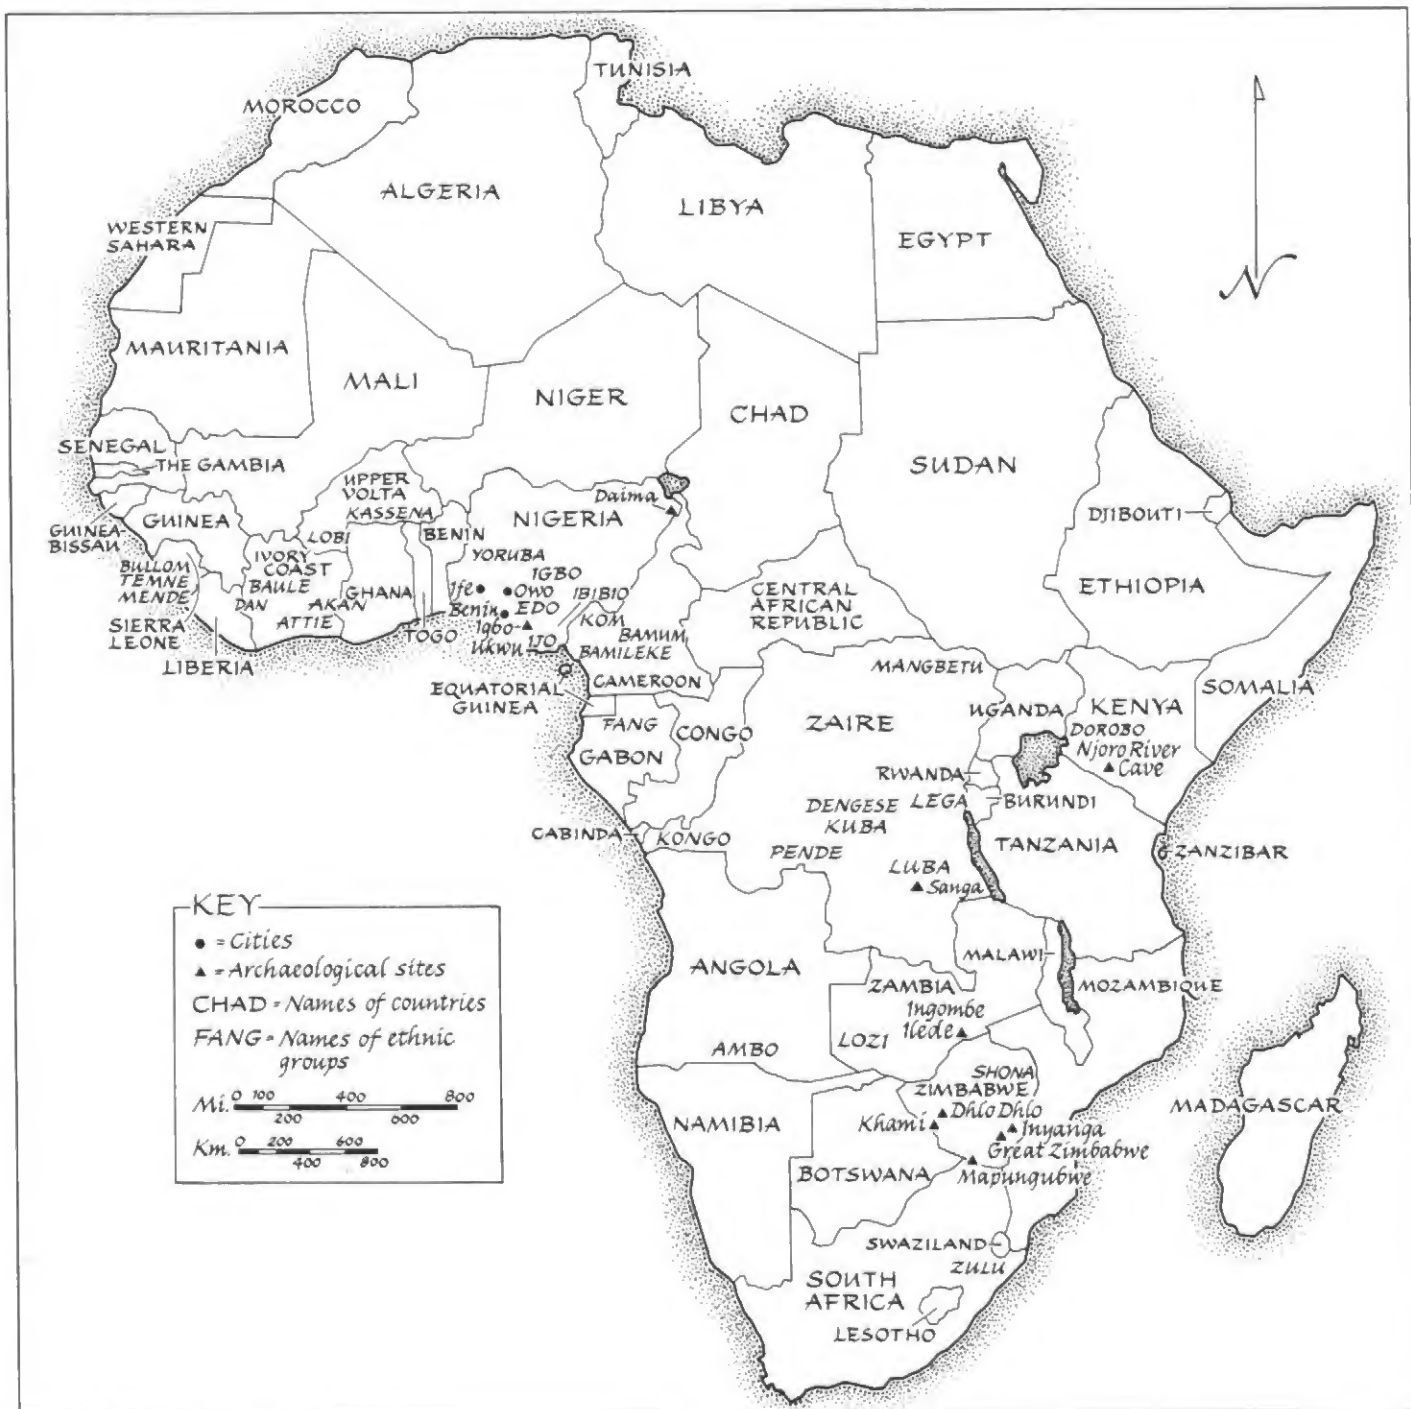 TUNISIA
MOROCCO
ALGERIA
LIBYA
EGYPT
WESTERN
SAHARA
MAURITANIA
MALI
NIGER
CHAD
SUDAN
SENEGAL
THE GAMBIA
UPPER
VOLTA
KASSENA
Daima
NIGERIA
DJIBOUTI
GUINEA-
BISSAU
GUINEA
LOBI
BENIN
IVORY
COAST
BAULE
YORUBA
IGBO
BULLOM
TEMNE
MENDE
DAN
ATTIE
AKAN
GHANA
Ife
Owo
Benin
EDO
IBIBIO
Igbo-
Ukwu
IJO
KOM
BAMUM
BAMILEKE
CENTRAL
AFRICAN
REPUBLIC
ETHIOPIA
SIERRA
LEONE
LIBERIA
TOGO
EQUATORIAL
GUINEA
CAMEROON
MANGBETU
SOMALIA
FANG
GABON
CONGO
ZAIRE
UGANDA
KENYA
DOROBO
Njoro River
Cave
RWANDA
LEGA
BURUNDI
DENGESE
KUBA
CABINDA
KONGO
PENDE
TANZANIA
ZANZIBAR
LUBA
Sanga
ANGOLA
MALAWI
ZAMBIA
MOZAMBIQUE
Ingombe
Ilede
LOZI
AMBO
SHONA
ZIMBABWE
Dhlo Dhlo
Khami
Inyanga
Great Zimbabwe
Mapungubwe
NAMIBIA
BOTSWANA
MADAGASCAR
SWAZILAND
ZULU
SOUTH
AFRICA
LESOTHO
N
KEY
● = Cities
▲ = Archaeological sites
CHAD = Names of countries
FANG = Names of ethnic
groups
Mi. 0 100 400 800
200 600
Km. 0 200 600
400 800